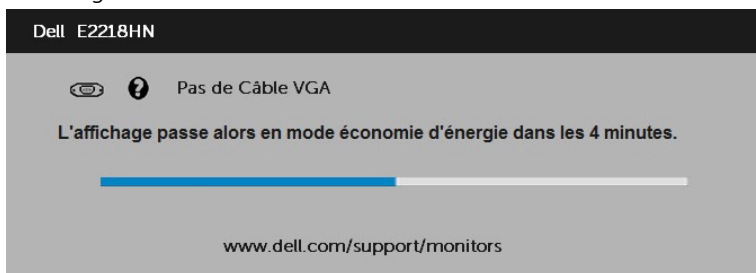 Dell E2218HN
Pas de Câble VGA
L'affichage passe alors en mode économie d'énergie dans les 4 minutes.
www.dell.com/support/monitors